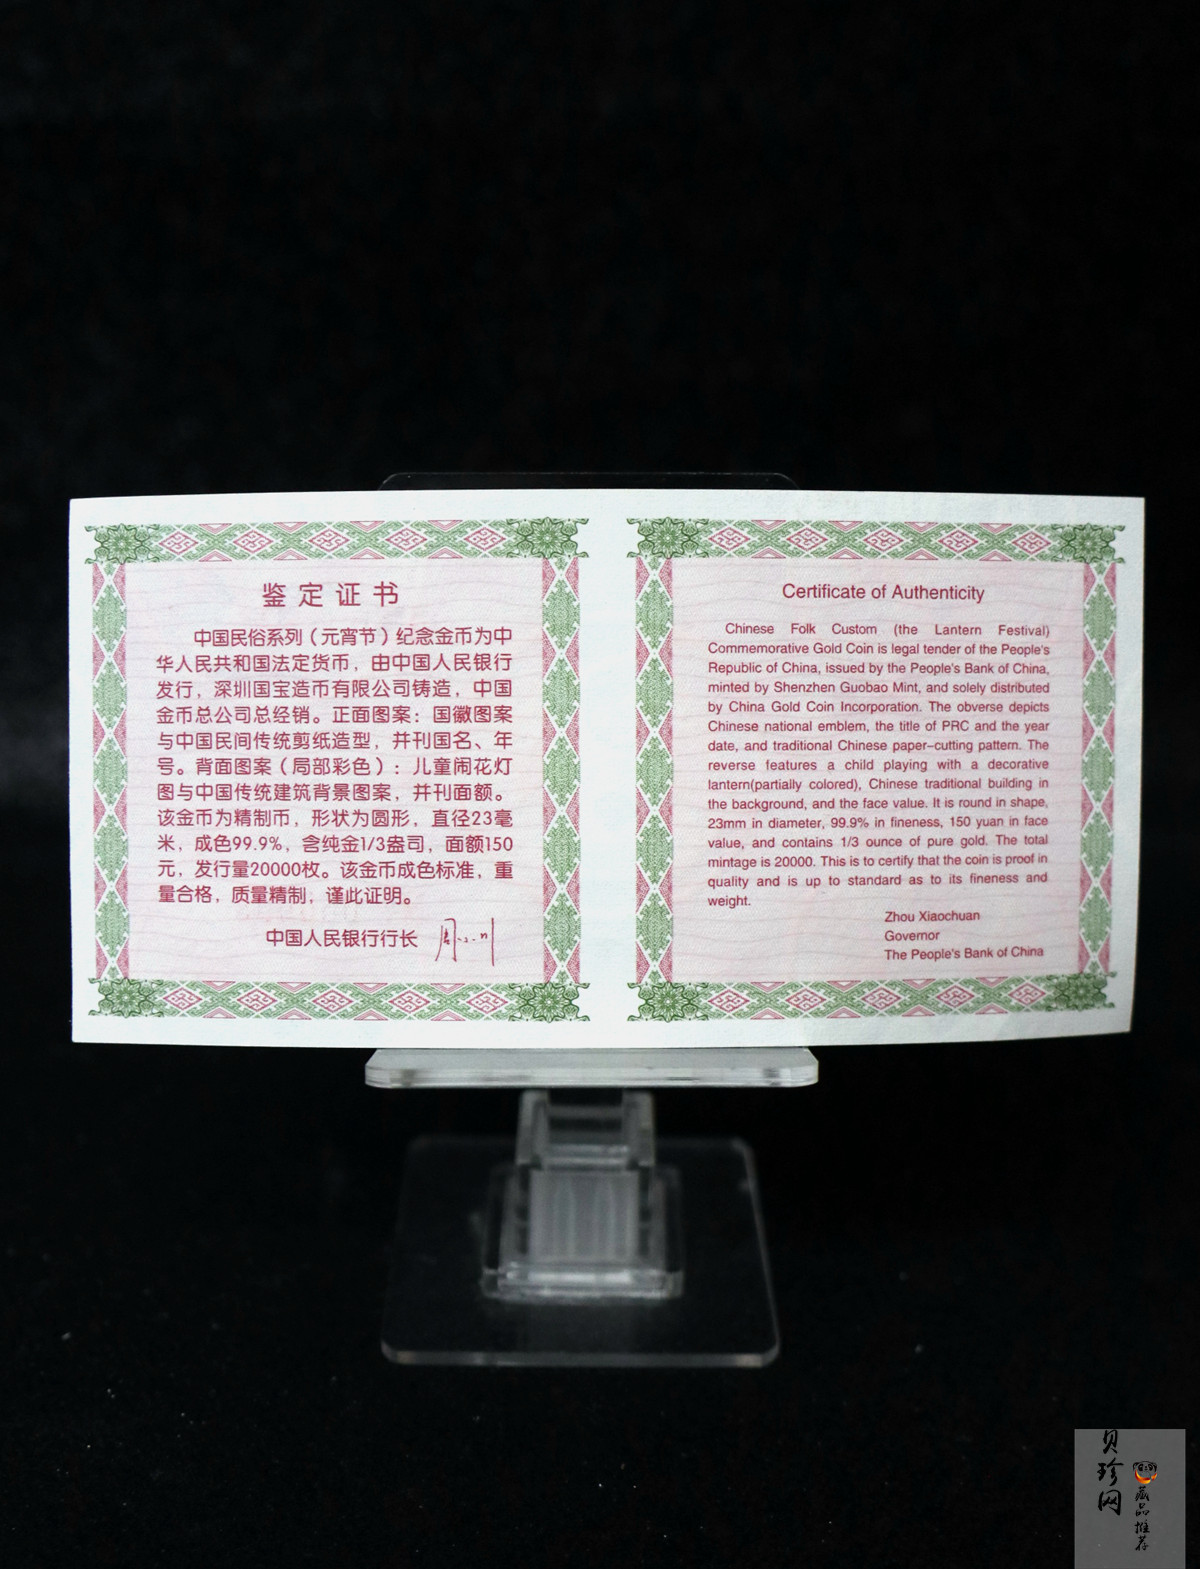 鉴定证书
中国民俗系列（元宵节）纪念金币为中
华人民共和国法定货币，由中国人民银行
发行，深圳国宝造币有限公司铸造，中国
金币总公司总经销。正面图案：国徽图案
与中国民间传统剪纸造型，并刊国名、年
号。背面图案（局部彩色）：儿童闹花灯
图与中国传统建筑背景图案，并刊面额。
该金币为精制币，形状为圆形，直径23毫
米，成色99.9%，含纯金1/3盎司，面额150
元，发行量20000枚。该金币成色标准，重
量合格，质量精制，谨此证明。
中国人民银行行长 周小川
Certificate of Authenticity
Chinese Folk Custom (the Lantern Festival)
Commemorative Gold Coin is legal tender of the People's
Republic of China, issued by the People's Bank of China,
minted by Shenzhen Guobao Mint, and solely distributed
by China Gold Coin Incorporation. The obverse depicts
Chinese national emblem, the title of PRC and the year
date, and traditional Chinese paper-cutting pattern. The
reverse features a child playing with a decorative
lantern(partially colored), Chinese traditional building in
the background, and the face value. It is round in shape,
23mm in diameter, 99.9% in fineness, 150 yuan in face
value, and contains 1/3 ounce of pure gold. The total
mintage is 20000. This is to certify that the coin is proof in
quality and is up to standard as to its fineness and
weight.
Zhou Xiaochuan
Governor
The People's Bank of China
贝珍网
藏品推荐